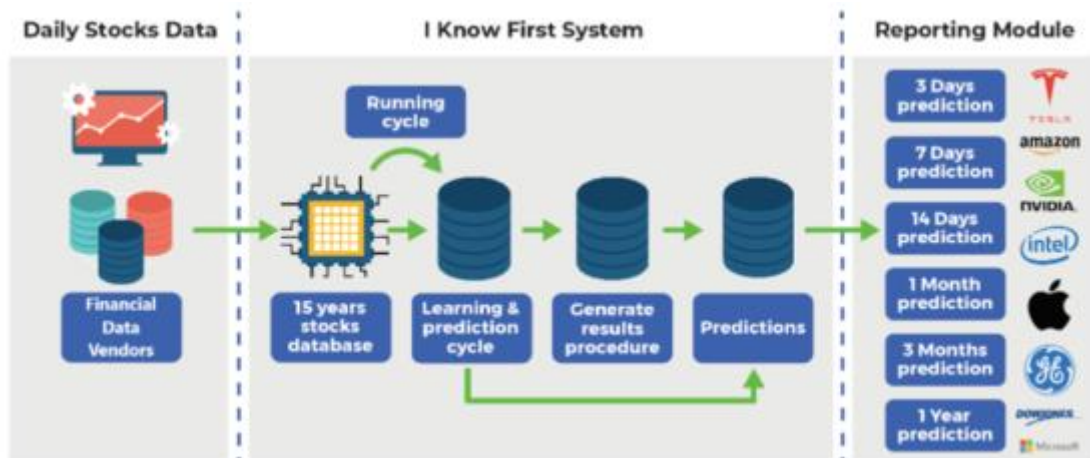 Daily Stocks Data
I Know First System
Reporting Module
Running
cycle
Financial
Data
Vendors
15 years
stocks
database
Learning &
prediction
cycle
Generate
results
procedure
Predictions
3 Days
prediction
7 Days
prediction
14 Days
prediction
1 Month
prediction
3 Months
prediction
1 Year
prediction
TESLA
amazon
NVIDIA.
intel
GE
DOWJONES
Microsoft